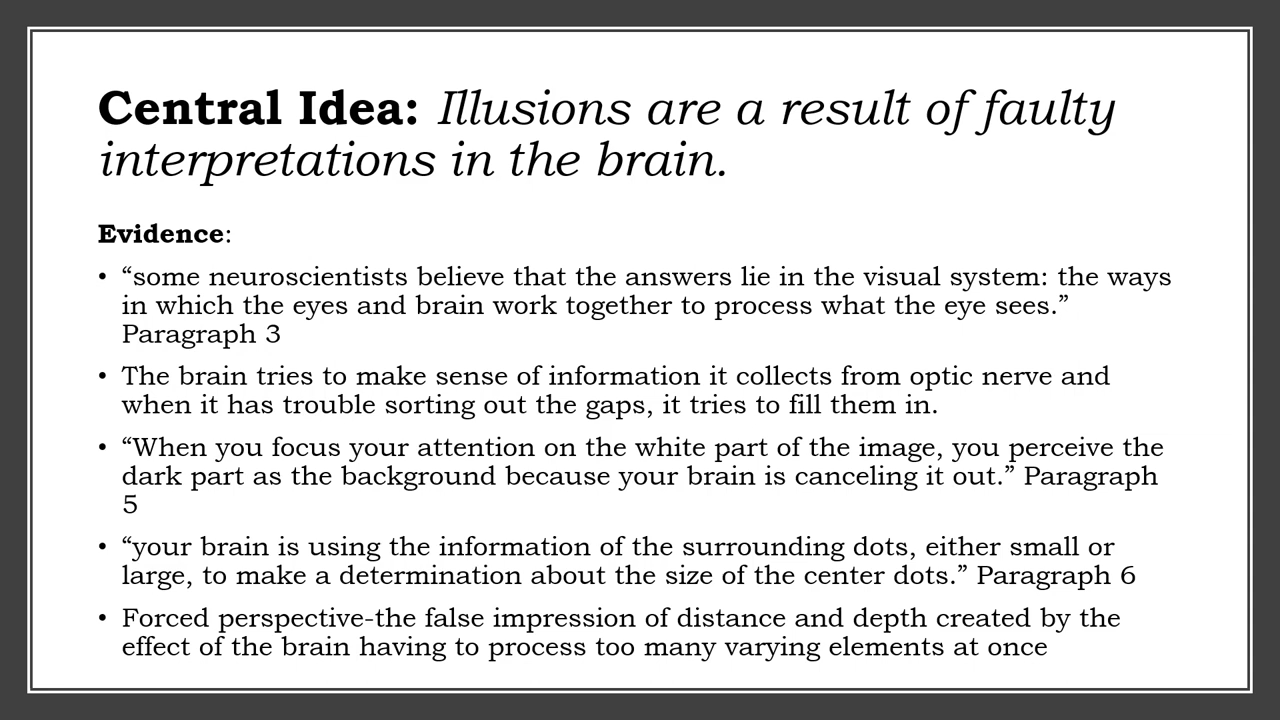 Central Idea: Illusions are a result of faulty
interpretations in the brain.
Evidence:
• “some neuroscientists believe that the answers lie in the visual system: the ways
in which the eyes and brain work together to process what the eye sees.”
Paragraph 3
• The brain tries to make sense of information it collects from optic nerve and
when it has trouble sorting out the gaps, it tries to fill them in.
• “When you focus your attention on the white part of the image, you perceive the
dark part as the background because your brain is canceling it out.” Paragraph
5
• “your brain is using the information of the surrounding dots, either small or
large, to make a determination about the size of the center dots.” Paragraph 6
• Forced perspective-the false impression of distance and depth created by the
effect of the brain having to process too many varying elements at once